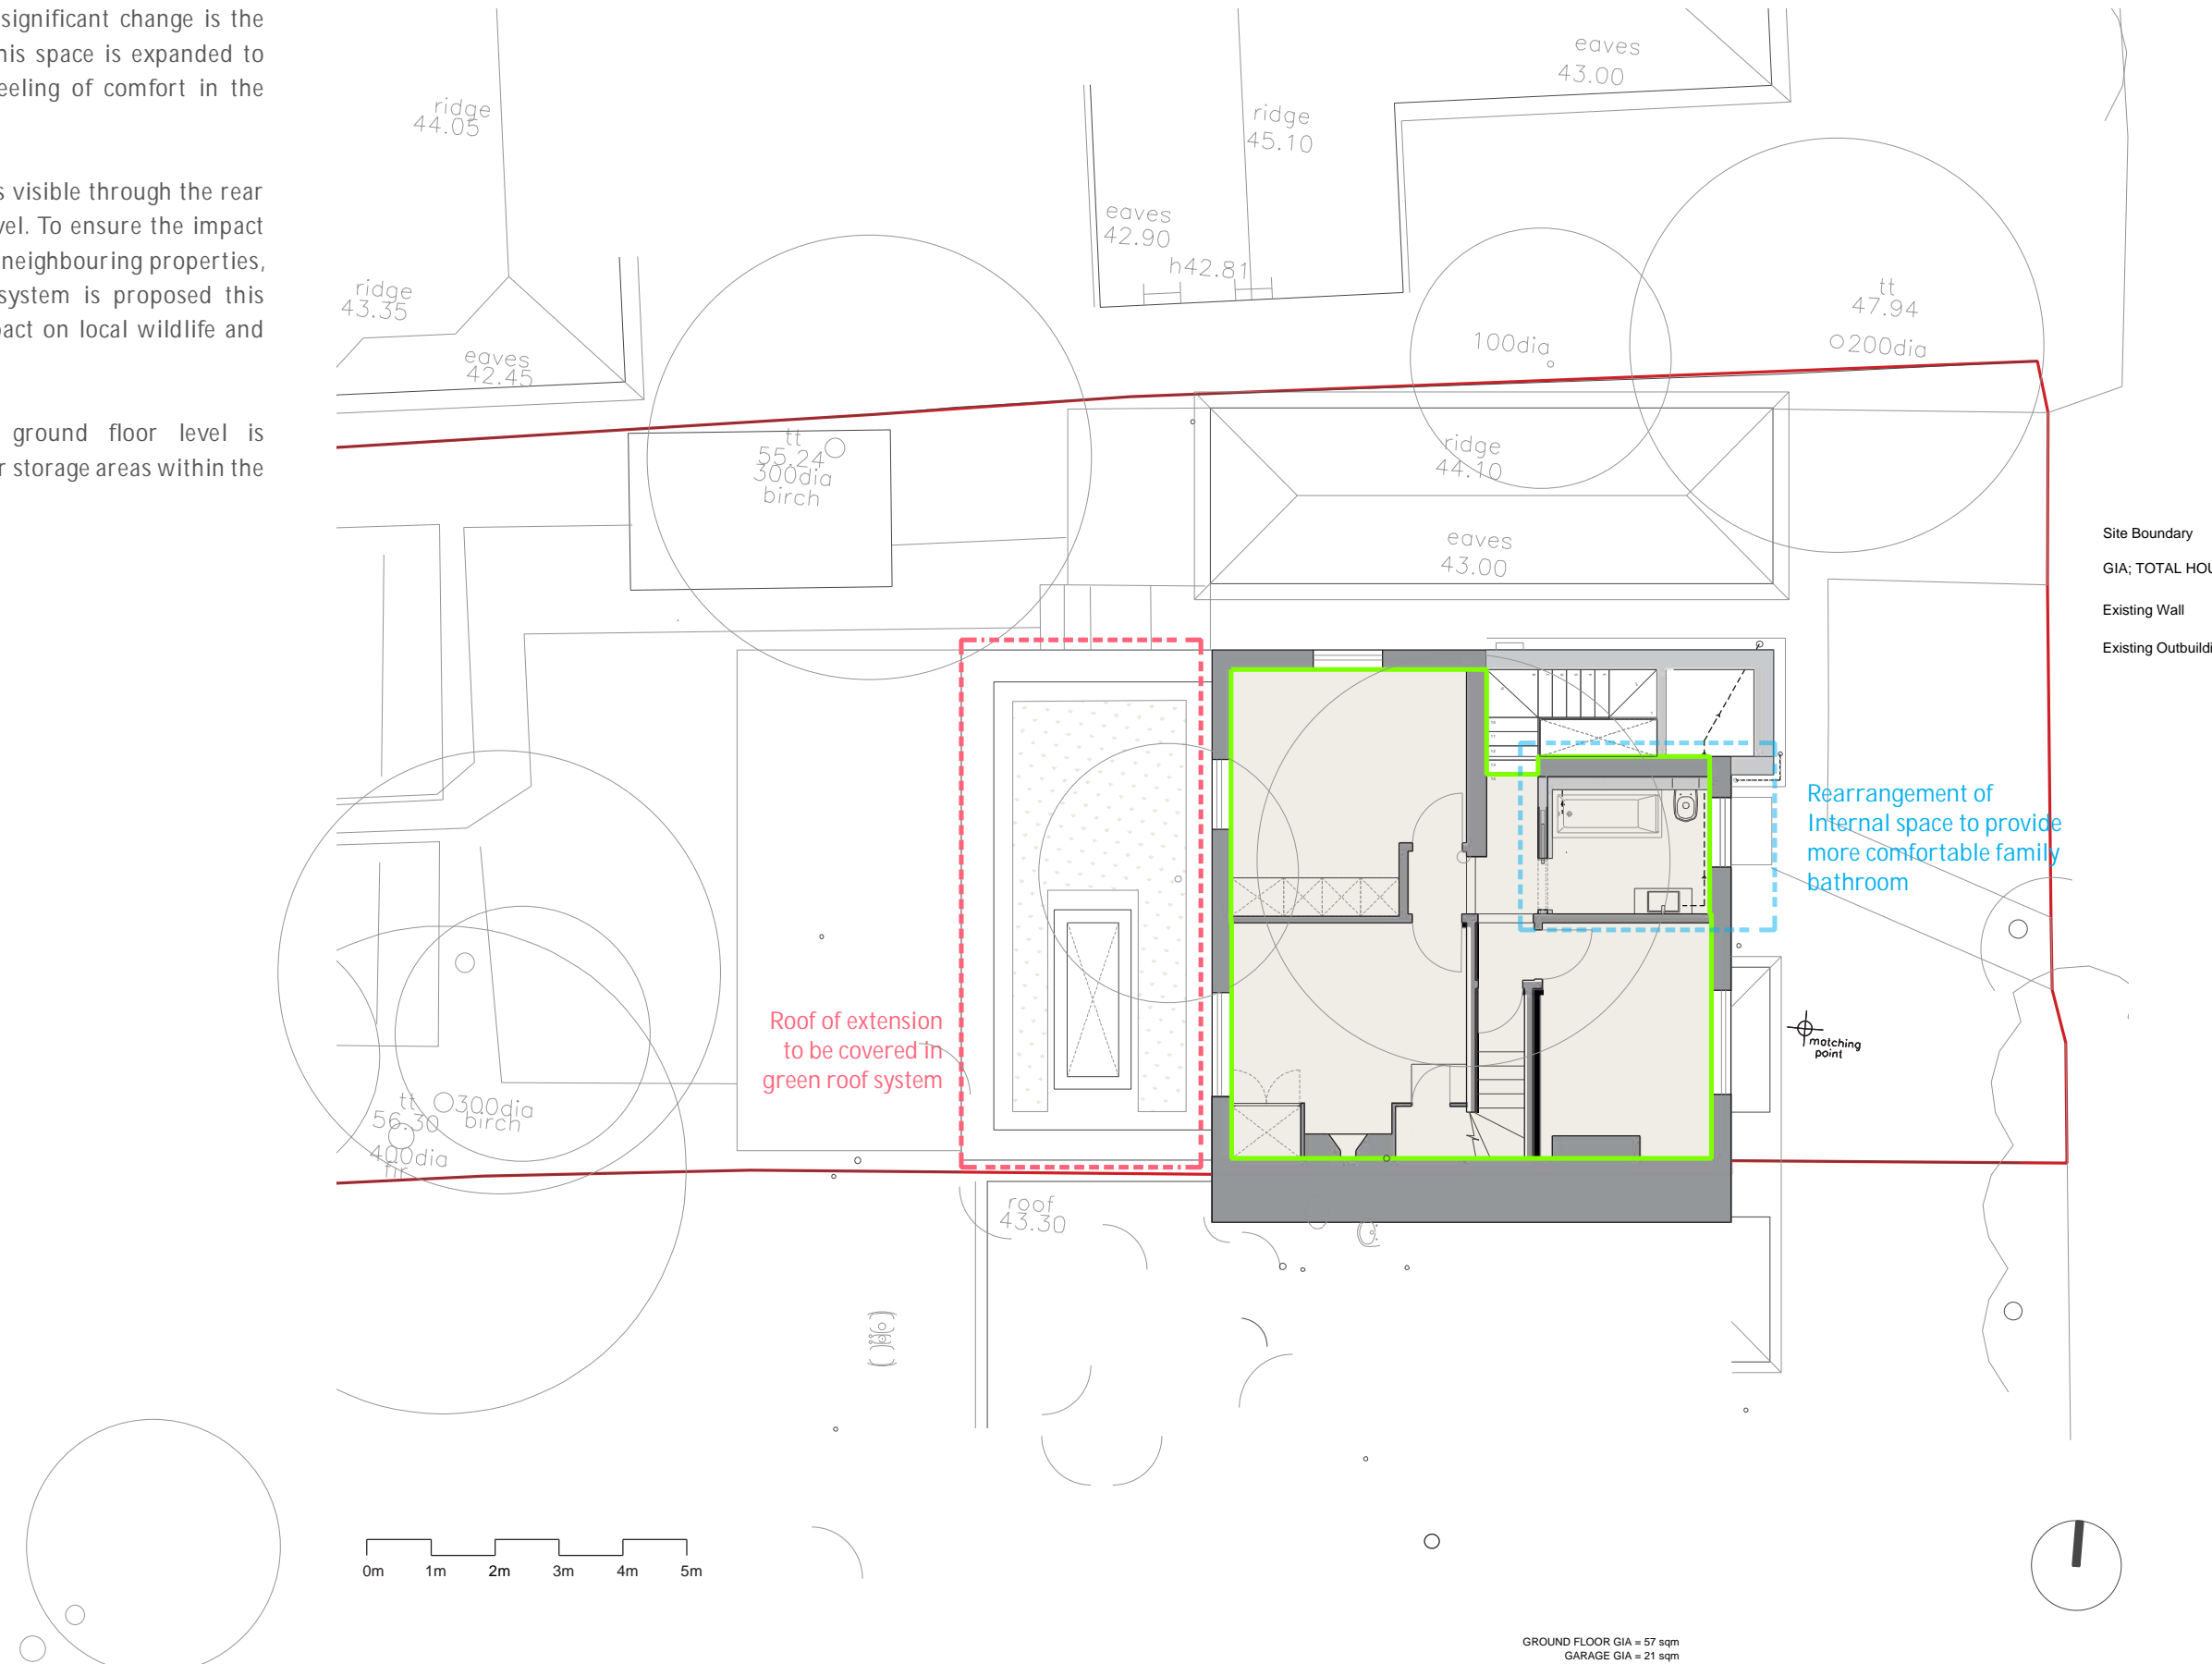 significant change is the
his space is expanded to
eeling of comfort in the
s visible through the rear
vel. To ensure the impact
neighbouring properties,
system is proposed this
pact on local wildlife and
ground floor level is
r storage areas within the
ridge
44.05
ridge
43.35
eaves
42.45
eaves
43.00
ridge
45.10
eaves
42.90
h42.81
tt
47.94
200dia
100dia
tt
55.24
300dia
birch
ridge
44.10
eaves
43.00
Site Boundary
GIA; TOTAL HOU
Existing Wall
Existing Outbuildi
Rearrangement of
Internal space to provide
more comfortable family
bathroom
Roof of extension
to be covered in
green roof system
matching
point
tt
56.30
300dia
birch
400dia
fir
roof
43.30
0m
1m
2m
3m
4m
5m
GROUND FLOOR GIA = 57 sqm
GARAGE GIA = 21 sqm